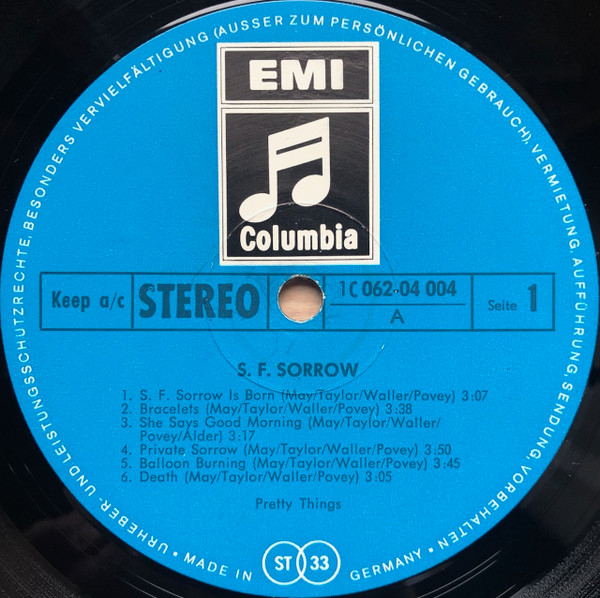 URHEBER- UND LEISTUNGSSCHUTZRECHTE, BESONDERS VERVIELFÄLTIGUNG (AUSSER ZUM PERSÖNLICHEN GEBRAUCH), VERMIETUNG, AUFFÜHRUNG, SENDUNG, VORBEHALTEN
EMI
Columbia
Keep a/c STEREO 1C 062-04 004 A Seite 1
S. F. SORROW
1. S. F. Sorrow Is Born (May/Taylor/Waller/Povey) 3:07
2. Bracelets (May/Taylor/Waller/Povey) 3:38
3. She Says Good Morning (May/Taylor/Waller/
Povey/Alder) 3:17
4. Private Sorrow (May/Taylor/Waller/Povey) 3:50
5. Balloon Burning (May/Taylor/Waller/Povey) 3:45
6. Death (May/Taylor/Waller/Povey) 3:05
Pretty Things
• MADE IN ST 33 GERMANY •